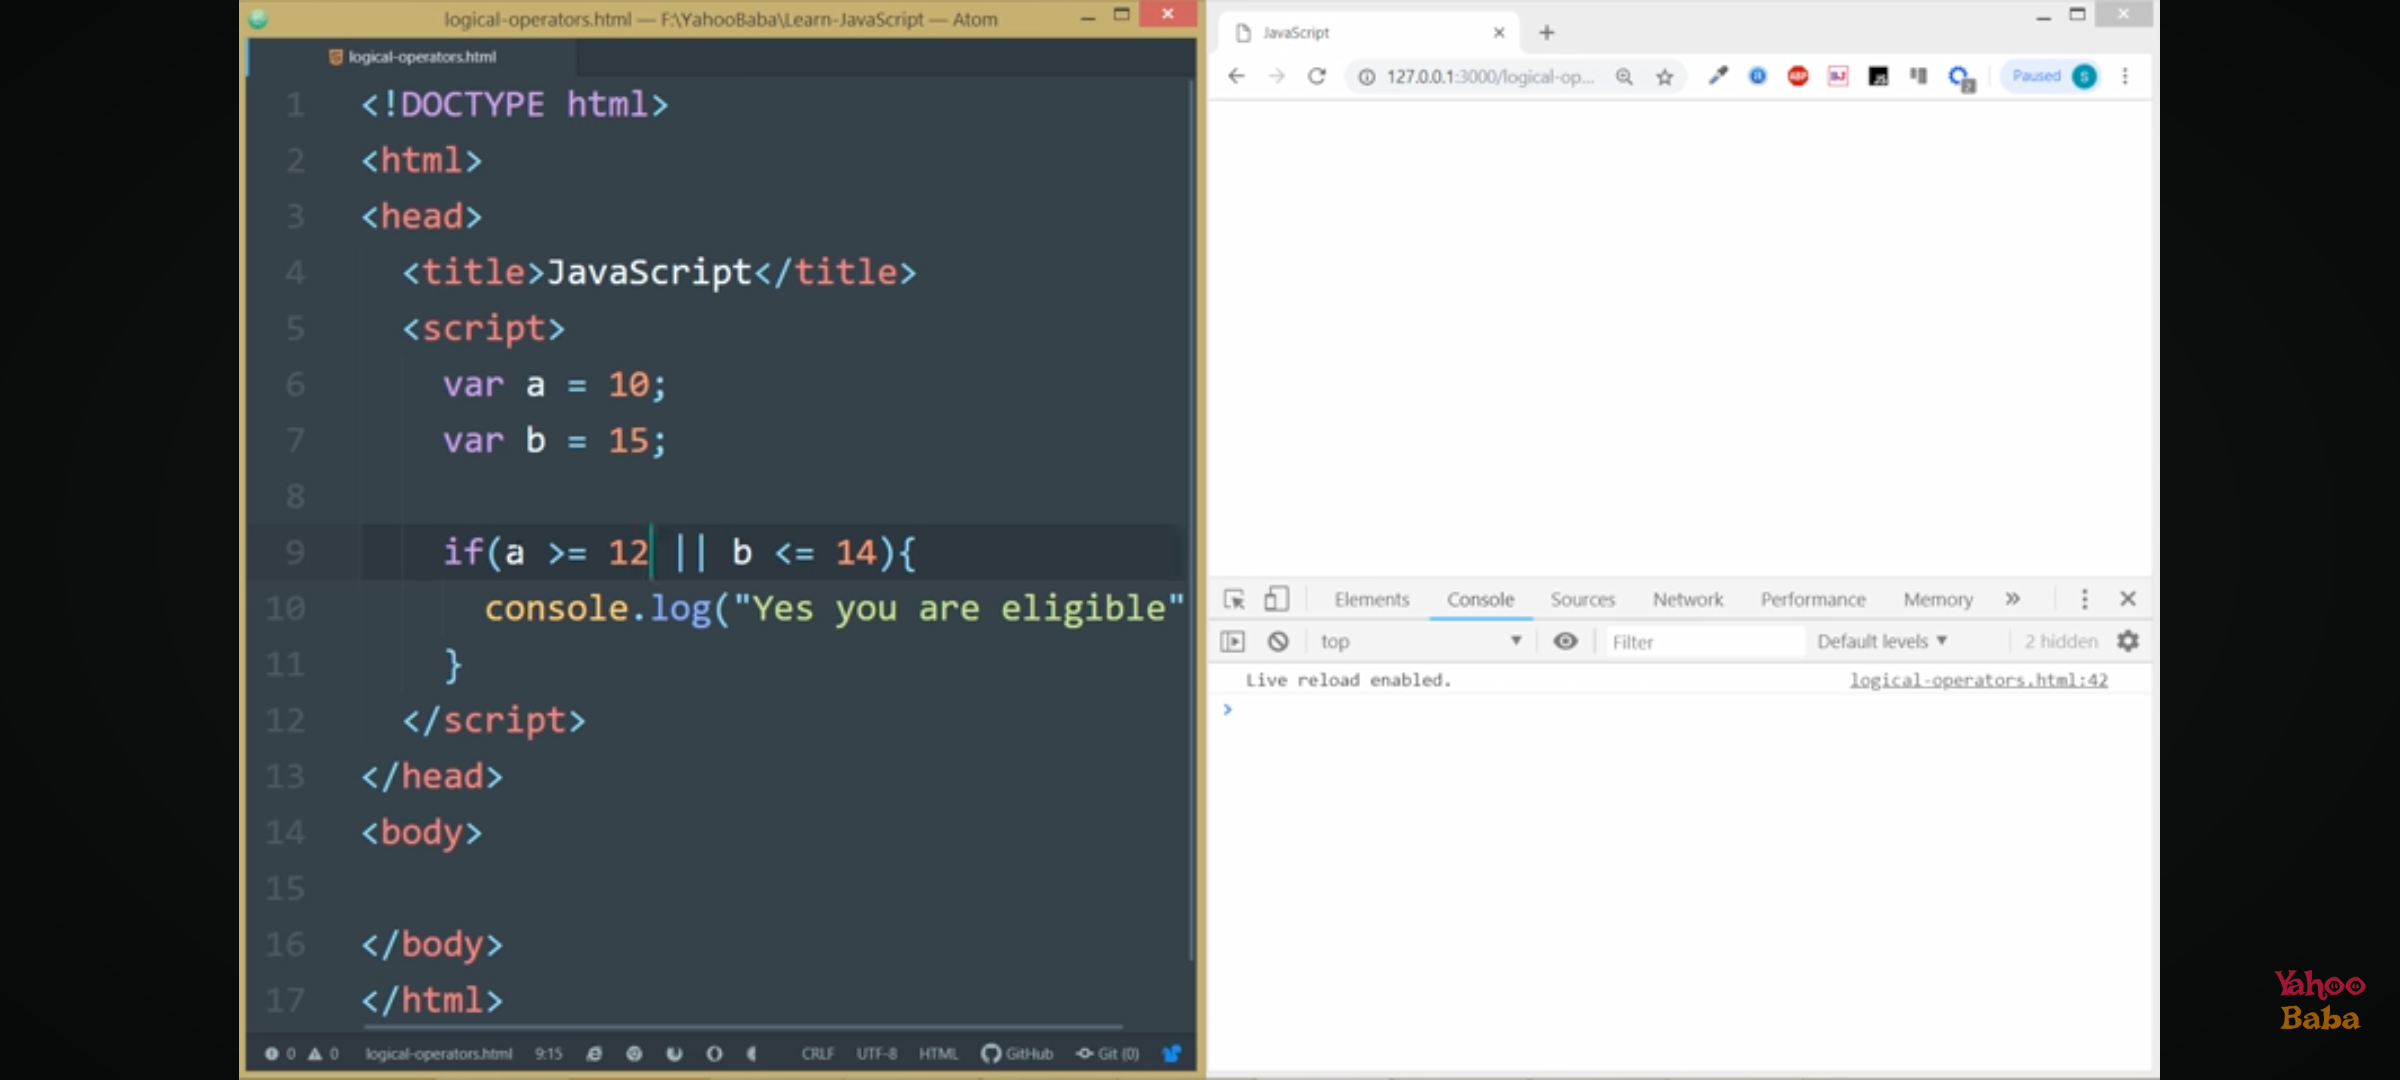 logical-operators.html — F:\YahooBaba\Learn-JavaScript — Atom
logical-operators.html
1 <!DOCTYPE html>
2 <html>
3 <head>
4 <title>JavaScript</title>
5 <script>
6 var a = 10;
7 var b = 15;
8
9 if(a >= 12 || b <= 14){
10 console.log("Yes you are eligible"
11 }
12 </script>
13 </head>
14 <body>
15
16 </body>
17 </html>
0 0 logical-operators.html 9:15 CRLF UTF-8 HTML GitHub Git (0)
JavaScript
127.0.0.1:3000/logical-op... ABP Paused S
Elements Console Sources Network Performance Memory »
top Filter Default levels 2 hidden
Live reload enabled. logical-operators.html:42
>
Yahoo
Baba